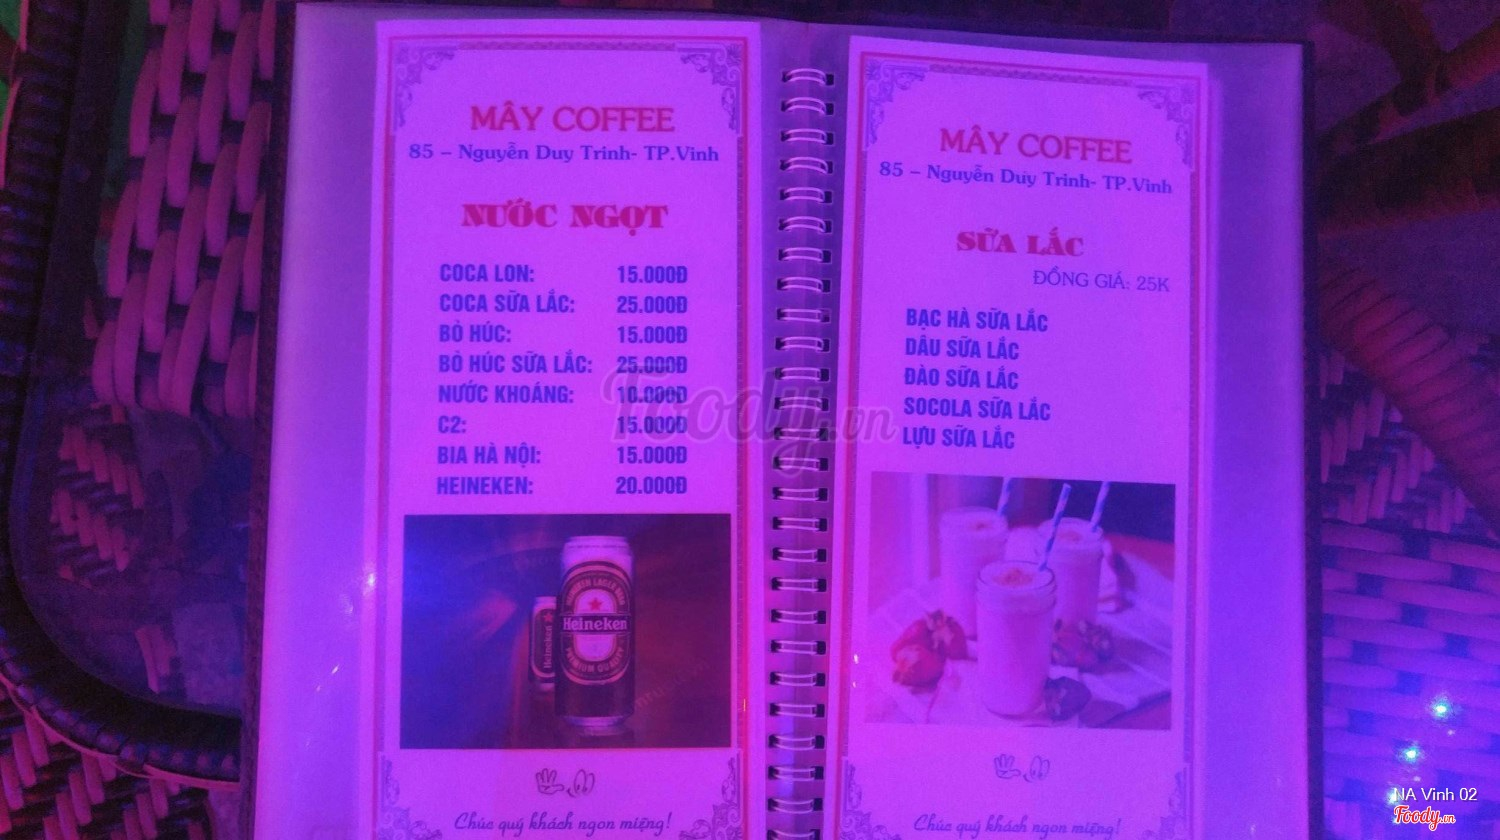 MÂY COFFEE
85 – Nguyễn Duy Trinh- TP.Vinh
NƯỚC NGỌT
COCA LON: 15.000Đ
COCA SỮA LẮC: 25.000Đ
BÒ HÚC: 15.000Đ
BÒ HÚC SỮA LẮC: 25.000Đ
NƯỚC KHOÁNG: 10.000Đ
C2: 15.000Đ
BIA HÀ NỘI: 15.000Đ
HEINEKEN: 20.000Đ
Heineken
Heineken
PREMIUM QUALITY
Chúc quý khách ngon miệng!
MÂY COFFEE
85 – Nguyễn Duy Trinh- TP.Vinh
SỮA LẮC
ĐỒNG GIÁ: 25K
BẠC HÀ SỮA LẮC
DÂU SỮA LẮC
ĐÀO SỮA LẮC
SOCOLA SỮA LẮC
LỰU SỮA LẮC
Chúc quý khách ngon miệng!
Foody.vn
NA Vinh 02
Foody.vn